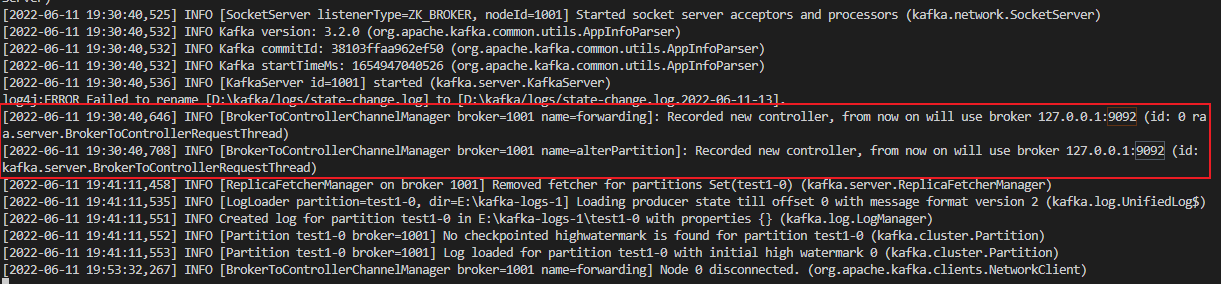 server)
[2022-06-11 19:30:40,525] INFO [SocketServer listenerType=ZK_BROKER, nodeId=1001] Started socket server acceptors and processors (kafka.network.SocketServer)
[2022-06-11 19:30:40,532] INFO Kafka version: 3.2.0 (org.apache.kafka.common.utils.AppInfoParser)
[2022-06-11 19:30:40,532] INFO Kafka commitId: 38103ffaa962ef50 (org.apache.kafka.common.utils.AppInfoParser)
[2022-06-11 19:30:40,532] INFO Kafka startTimeMs: 1654947040526 (org.apache.kafka.common.utils.AppInfoParser)
[2022-06-11 19:30:40,536] INFO [KafkaServer id=1001] started (kafka.server.KafkaServer)
log4j:ERROR Failed to rename [D:\kafka/logs/state-change.log] to [D:\kafka/logs/state-change.log.2022-06-11-13].
[2022-06-11 19:30:40,646] INFO [BrokerToControllerChannelManager broker=1001 name=forwarding]: Recorded new controller, from now on will use broker 127.0.0.1:9092 (id: 0 ra
a.server.BrokerToControllerRequestThread)
[2022-06-11 19:30:40,708] INFO [BrokerToControllerChannelManager broker=1001 name=alterPartition]: Recorded new controller, from now on will use broker 127.0.0.1:9092 (id:
kafka.server.BrokerToControllerRequestThread)
[2022-06-11 19:41:11,458] INFO [ReplicaFetcherManager on broker 1001] Removed fetcher for partitions Set(test1-0) (kafka.server.ReplicaFetcherManager)
[2022-06-11 19:41:11,535] INFO [LogLoader partition=test1-0, dir=E:\kafka-logs-1] Loading producer state till offset 0 with message format version 2 (kafka.log.UnifiedLog$)
[2022-06-11 19:41:11,551] INFO Created log for partition test1-0 in E:\kafka-logs-1\test1-0 with properties {} (kafka.log.LogManager)
[2022-06-11 19:41:11,552] INFO [Partition test1-0 broker=1001] No checkpointed highwatermark is found for partition test1-0 (kafka.cluster.Partition)
[2022-06-11 19:41:11,553] INFO [Partition test1-0 broker=1001] Log loaded for partition test1-0 with initial high watermark 0 (kafka.cluster.Partition)
[2022-06-11 19:53:32,267] INFO [BrokerToControllerChannelManager broker=1001 name=forwarding] Node 0 disconnected. (org.apache.kafka.clients.NetworkClient)